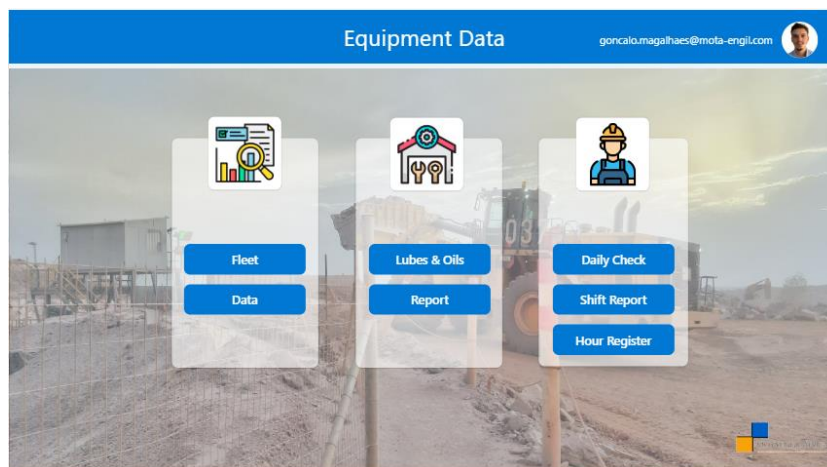 Equipment Data
goncalo.magalhaes@mota-engil.com
Fleet
Data
Lubes & Oils
Report
Daily Check
Shift Report
Hour Register